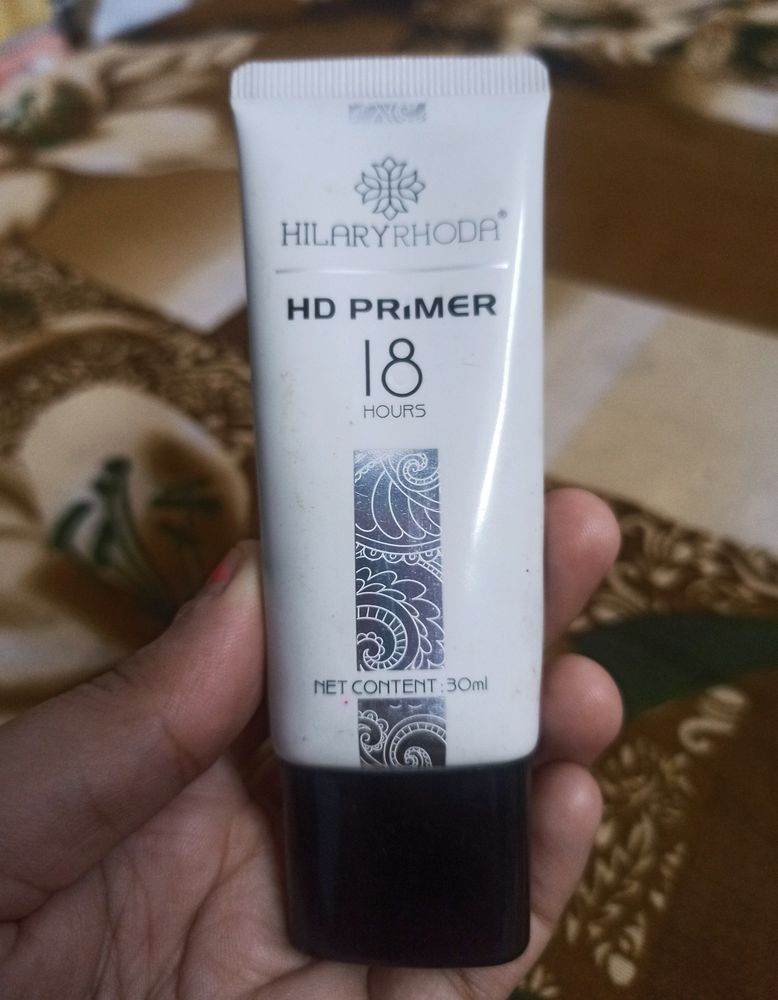 HILARYRHODA®
HD PRIMER
18
HOURS
NET CONTENT : 30ml